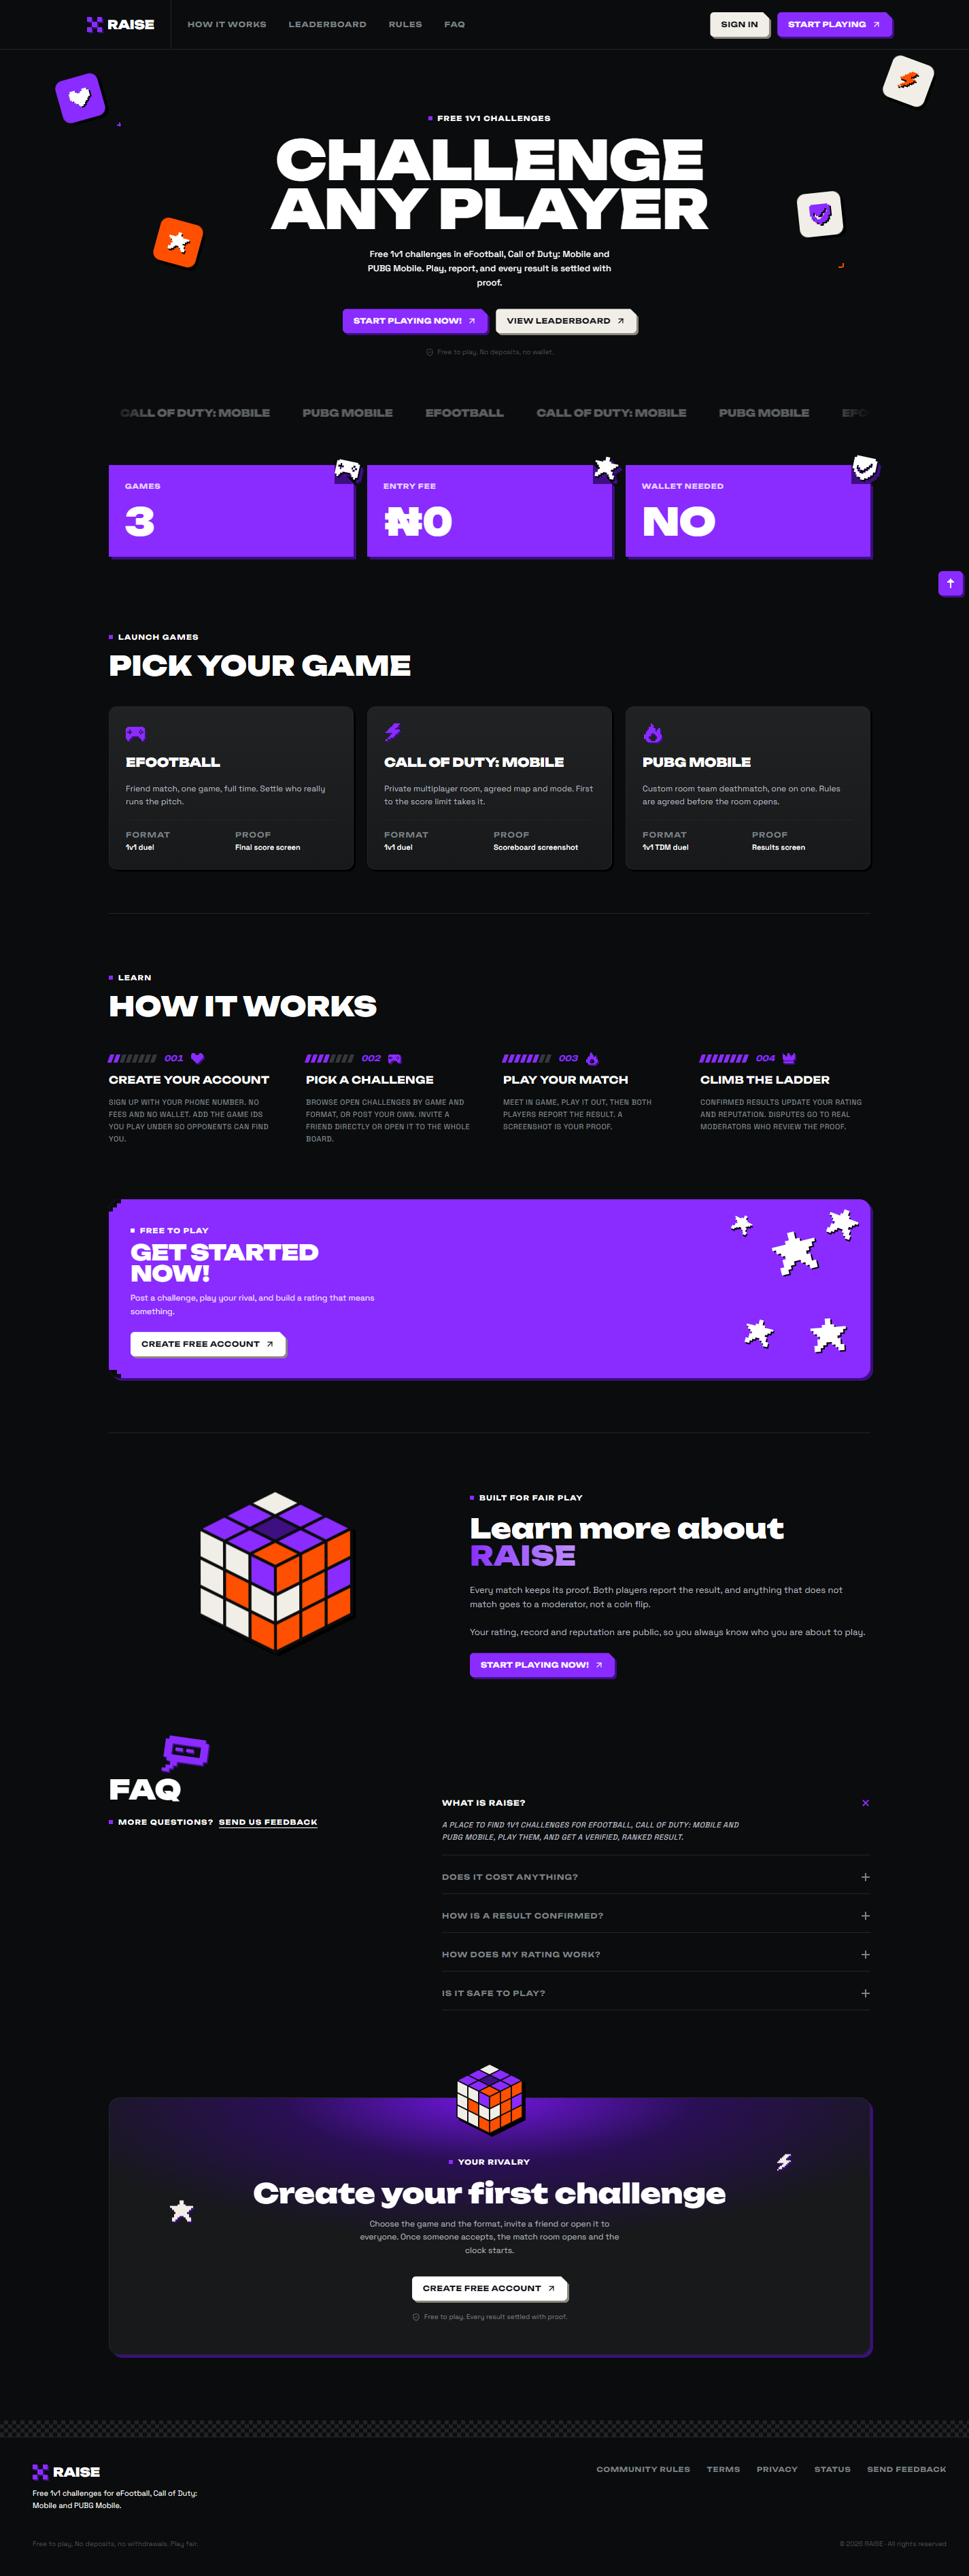 RAISE
HOW IT WORKS
LEADERBOARD
RULES
FAQ
SIGN IN
START PLAYING
FREE 1V1 CHALLENGES
CHALLENGE
ANY PLAYER
Free 1v1 challenges in eFootball, Call of Duty: Mobile and
PUBG Mobile. Play, report, and every result is settled with
proof.
START PLAYING NOW!
VIEW LEADERBOARD
Free to play. No deposits, no wallet.
CALL OF DUTY: MOBILE
PUBG MOBILE
EFOOTBALL
CALL OF DUTY: MOBILE
PUBG MOBILE
EFO
GAMES
3
ENTRY FEE
₦0
WALLET NEEDED
NO
LAUNCH GAMES
PICK YOUR GAME
EFOOTBALL
Friend match, one game, full time. Settle who really
runs the pitch.
FORMAT
1v1 duel
PROOF
Final score screen
CALL OF DUTY: MOBILE
Private multiplayer room, agreed map and mode. First
to the score limit takes it.
FORMAT
1v1 duel
PROOF
Scoreboard screenshot
PUBG MOBILE
Custom room team deathmatch, one on one. Rules
are agreed before the room opens.
FORMAT
1v1 TDM duel
PROOF
Results screen
LEARN
HOW IT WORKS
001
CREATE YOUR ACCOUNT
SIGN UP WITH YOUR PHONE NUMBER. NO
FEES AND NO WALLET. ADD THE GAME IDS
YOU PLAY UNDER SO OPPONENTS CAN FIND
YOU.
002
PICK A CHALLENGE
BROWSE OPEN CHALLENGES BY GAME AND
FORMAT, OR POST YOUR OWN. INVITE A
FRIEND DIRECTLY OR OPEN IT TO THE WHOLE
BOARD.
003
PLAY YOUR MATCH
MEET IN GAME, PLAY IT OUT, THEN BOTH
PLAYERS REPORT THE RESULT. A
SCREENSHOT IS YOUR PROOF.
004
CLIMB THE LADDER
CONFIRMED RESULTS UPDATE YOUR RATING
AND REPUTATION. DISPUTES GO TO REAL
MODERATORS WHO REVIEW THE PROOF.
FREE TO PLAY
GET STARTED
NOW!
Post a challenge, play your rival, and build a rating that means
something.
CREATE FREE ACCOUNT
BUILT FOR FAIR PLAY
Learn more about
RAISE
Every match keeps its proof. Both players report the result, and anything that does not
match goes to a moderator, not a coin flip.
Your rating, record and reputation are public, so you always know who you are about to play.
START PLAYING NOW!
FAQ
MORE QUESTIONS? SEND US FEEDBACK
WHAT IS RAISE?
A PLACE TO FIND 1V1 CHALLENGES FOR EFOOTBALL, CALL OF DUTY: MOBILE AND
PUBG MOBILE, PLAY THEM, AND GET A VERIFIED, RANKED RESULT.
DOES IT COST ANYTHING?
HOW IS A RESULT CONFIRMED?
HOW DOES MY RATING WORK?
IS IT SAFE TO PLAY?
YOUR RIVALRY
Create your first challenge
Choose the game and the format, invite a friend or open it to
everyone. Once someone accepts, the match room opens and the
clock starts.
CREATE FREE ACCOUNT
Free to play. Every result settled with proof.
RAISE
Free 1v1 challenges for eFootball, Call of Duty:
Mobile and PUBG Mobile.
COMMUNITY RULES
TERMS
PRIVACY
STATUS
SEND FEEDBACK
Free to play. No deposits, no withdrawals. Play fair.
© 2026 RAISE · All rights reserved